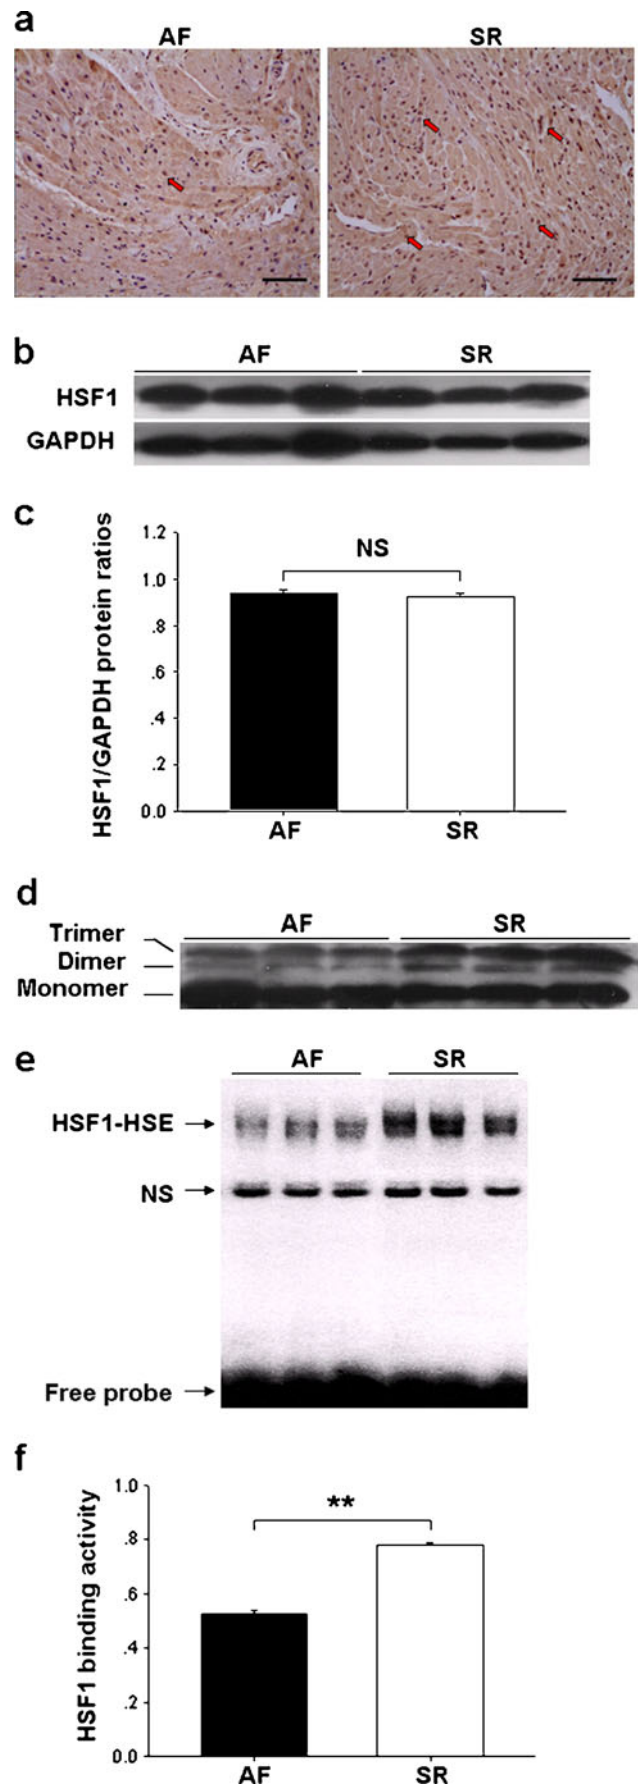 a
AF SR
b
AF SR
HSF1
GAPDH
c
HSF1/GAPDH protein ratios
1.2
1.0
.8
.6
.4
.2
0.0
NS
AF SR
d
AF SR
Trimer
Dimer
Monomer
e
AF SR
HSF1-HSE
NS
Free probe
f
HSF1 binding activity
1.0
.8
.6
.4
.2
0.0
**
AF SR